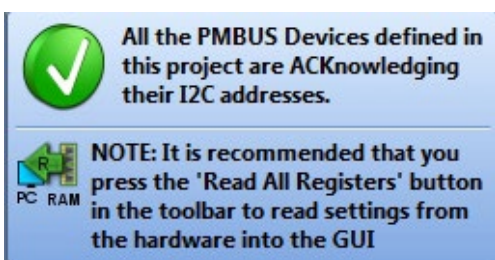 All the PMBUS Devices defined in
this project are ACKnowledging
their I2C addresses.
R
PC RAM
NOTE: It is recommended that you
press the 'Read All Registers' button
in the toolbar to read settings from
the hardware into the GUI